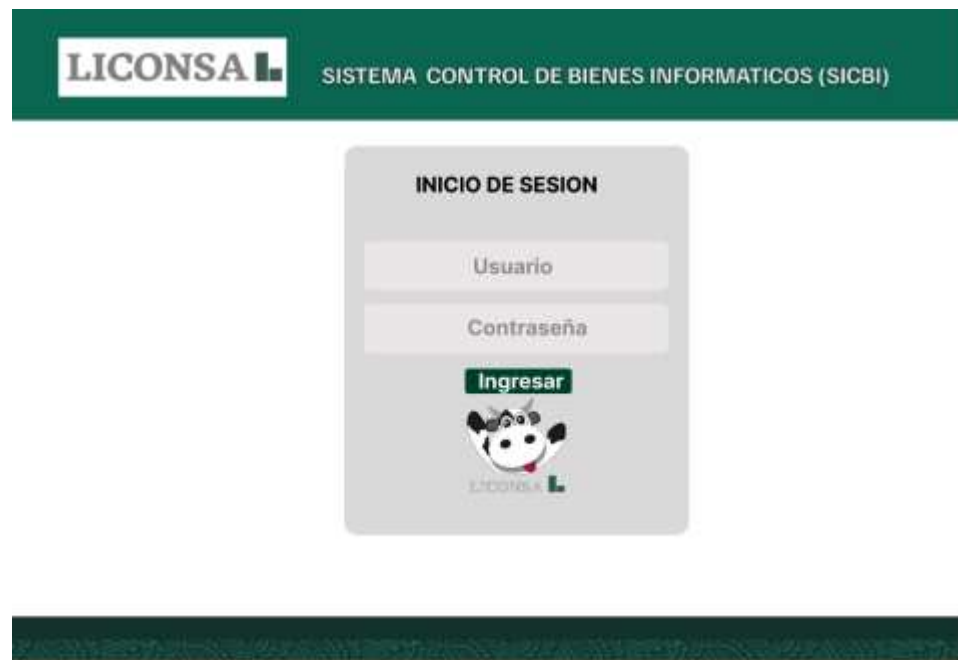 LICONSA
SISTEMA CONTROL DE BIENES INFORMATICOS (SICBI)
INICIO DE SESION
Usuario
Contraseña
Ingresar
LICONSA